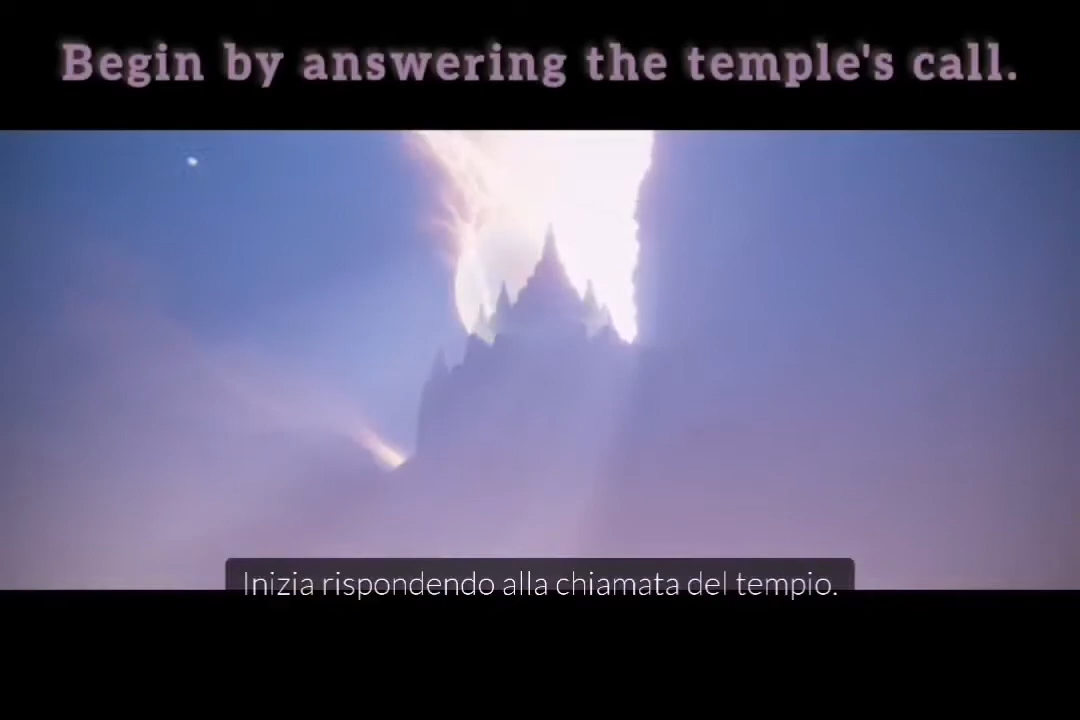 Begin by answering the temple's call.
Inizia rispondendo alla chiamata del tempio.